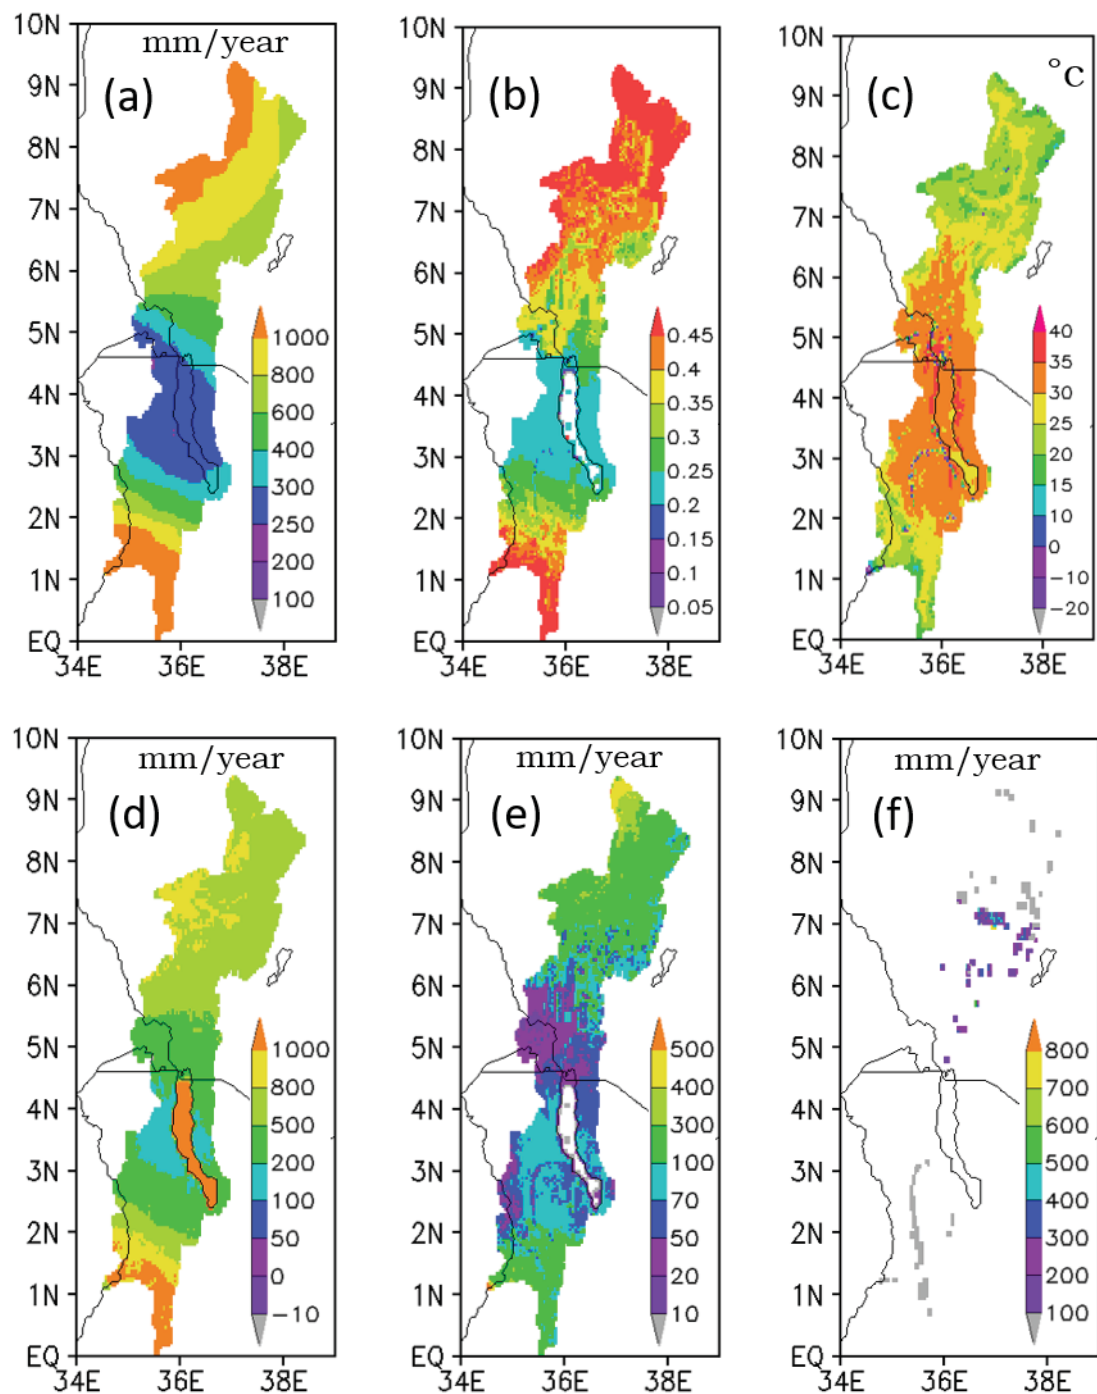 mm/year
(a)
10N
9N
8N
7N
6N
5N
4N
3N
2N
1N
EQ
34E 36E 38E
1000
800
600
400
300
250
200
100
(b)
10N
9N
8N
7N
6N
5N
4N
3N
2N
1N
EQ
34E 36E 38E
0.45
0.4
0.35
0.3
0.25
0.2
0.15
0.1
0.05
°c
(c)
10N
9N
8N
7N
6N
5N
4N
3N
2N
1N
EQ
34E 36E 38E
40
35
30
25
20
15
10
0
−10
−20
mm/year
(d)
10N
9N
8N
7N
6N
5N
4N
3N
2N
1N
EQ
34E 36E 38E
1000
800
500
200
100
50
0
−10
mm/year
(e)
10N
9N
8N
7N
6N
5N
4N
3N
2N
1N
EQ
34E 36E 38E
500
400
300
100
70
50
20
10
mm/year
(f)
10N
9N
8N
7N
6N
5N
4N
3N
2N
1N
EQ
34E 36E 38E
800
700
600
500
400
300
200
100